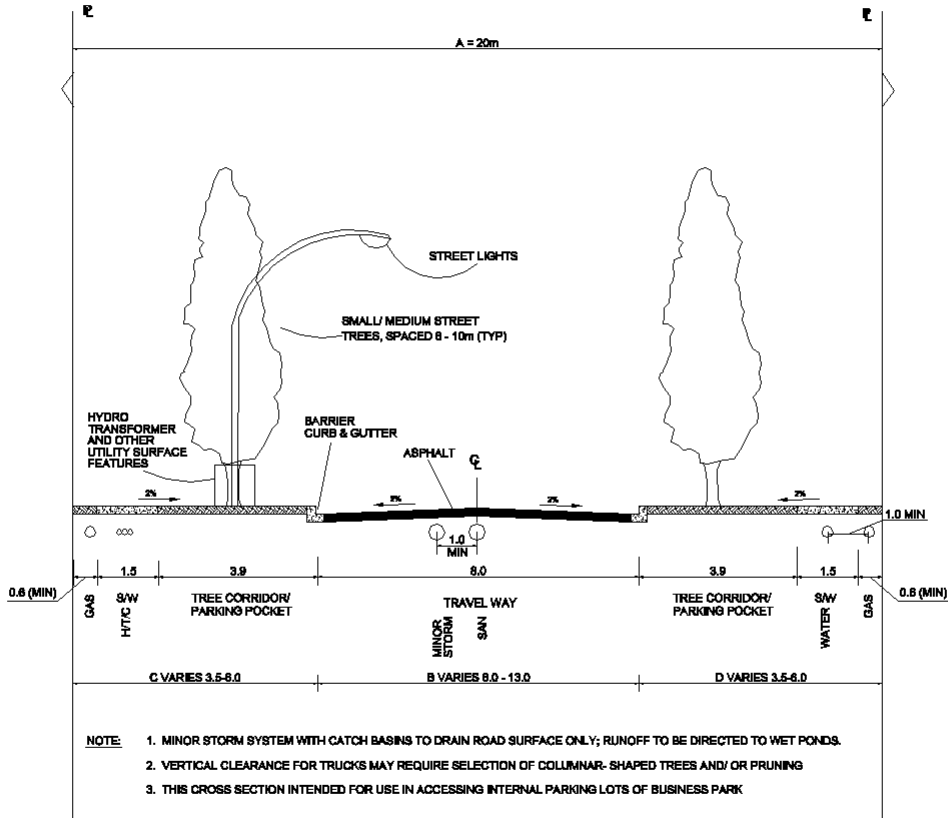 PL
PL
A = 20m
STREET LIGHTS
SMALL/ MEDIUM STREET
TREES, SPACED 8 - 10m (TYP)
HYDRO
TRANSFORMER
AND OTHER
UTILITY SURFACE
FEATURES
BARRIER
CURB & GUTTER
ASPHALT
CL
2%
2%
2%
2%
1.0 MIN
1.0
MIN
0.6 (MIN)
1.5
3.9
8.0
3.9
1.5
0.6 (MIN)
GAS
S/W
H/T/C
TREE CORRIDOR/
PARKING POCKET
TRAVEL WAY
MINOR
STORM
SAN
TREE CORRIDOR/
PARKING POCKET
S/W
WATER
GAS
C VARIES 3.5-6.0
B VARIES 8.0 - 13.0
D VARIES 3.5-6.0
NOTE:
1. MINOR STORM SYSTEM WITH CATCH BASINS TO DRAIN ROAD SURFACE ONLY; RUNOFF TO BE DIRECTED TO WET PONDS.
2. VERTICAL CLEARANCE FOR TRUCKS MAY REQUIRE SELECTION OF COLUMNAR- SHAPED TREES AND/ OR PRUNING
3. THIS CROSS SECTION INTENDED FOR USE IN ACCESSING INTERNAL PARKING LOTS OF BUSINESS PARK